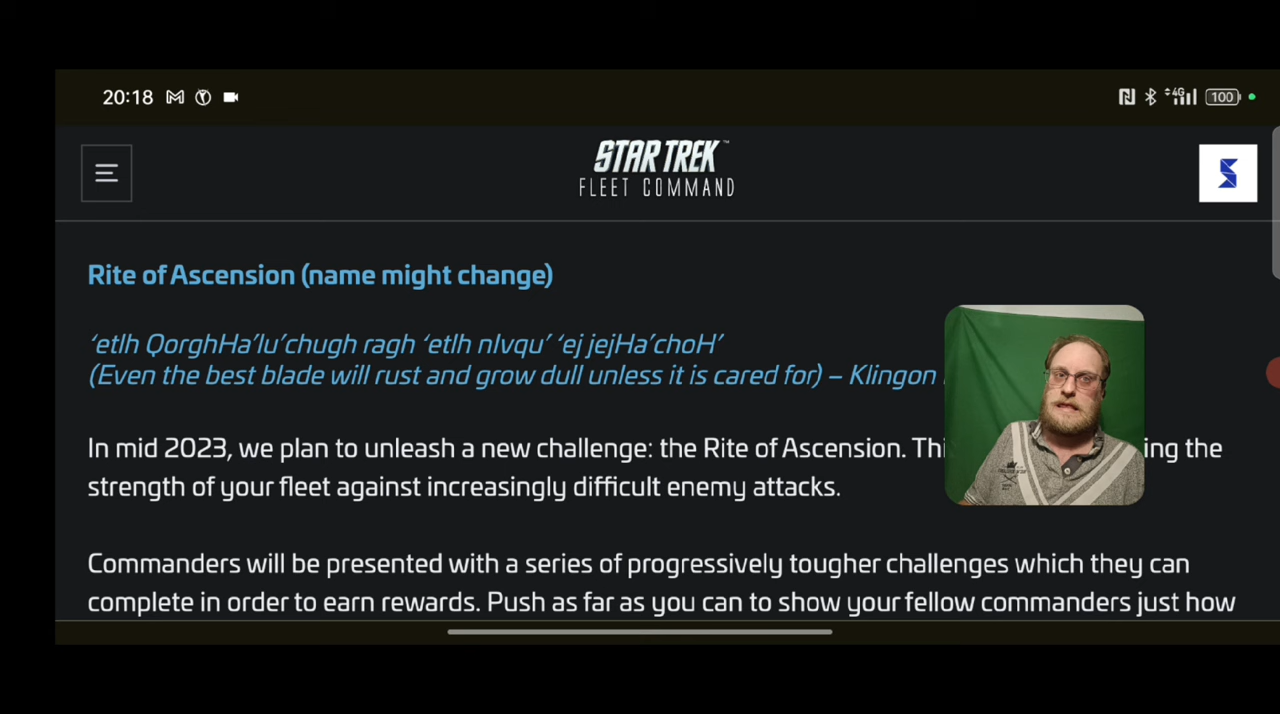 20:18
4G
100
STAR TREK™
FLEET COMMAND
Rite of Ascension (name might change)
‘etlh QorghHa’lu’chugh ragh ‘etlh nIvqu’ ‘ej jejHa’choH’
(Even the best blade will rust and grow dull unless it is cared for) – Klingon
In mid 2023, we plan to unleash a new challenge: the Rite of Ascension. ing the
strength of your fleet against increasingly difficult enemy attacks.
Commanders will be presented with a series of progressively tougher challenges which they can
complete in order to earn rewards. Push as far as you can to show your fellow commanders just how